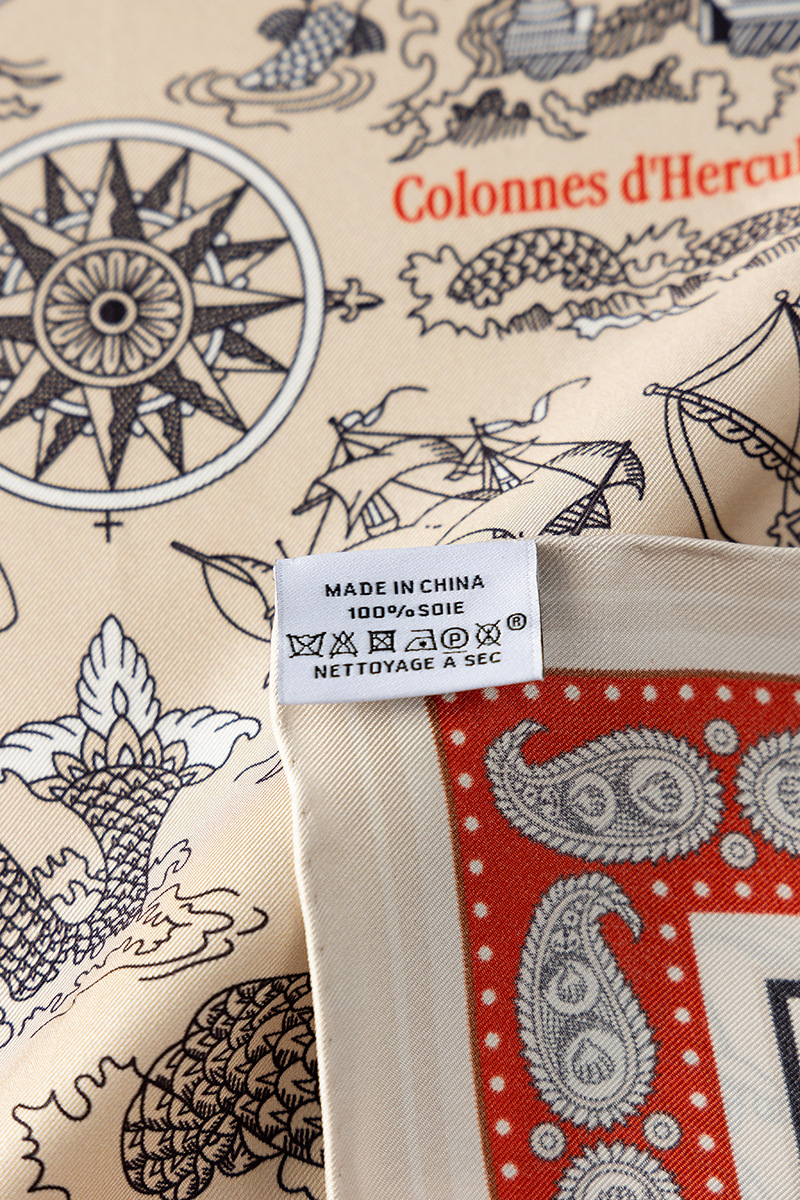 Colonnes d'Hercul
MADE IN CHINA
100% SOIE
Ⓟ ®
NETTOYAGE A SEC